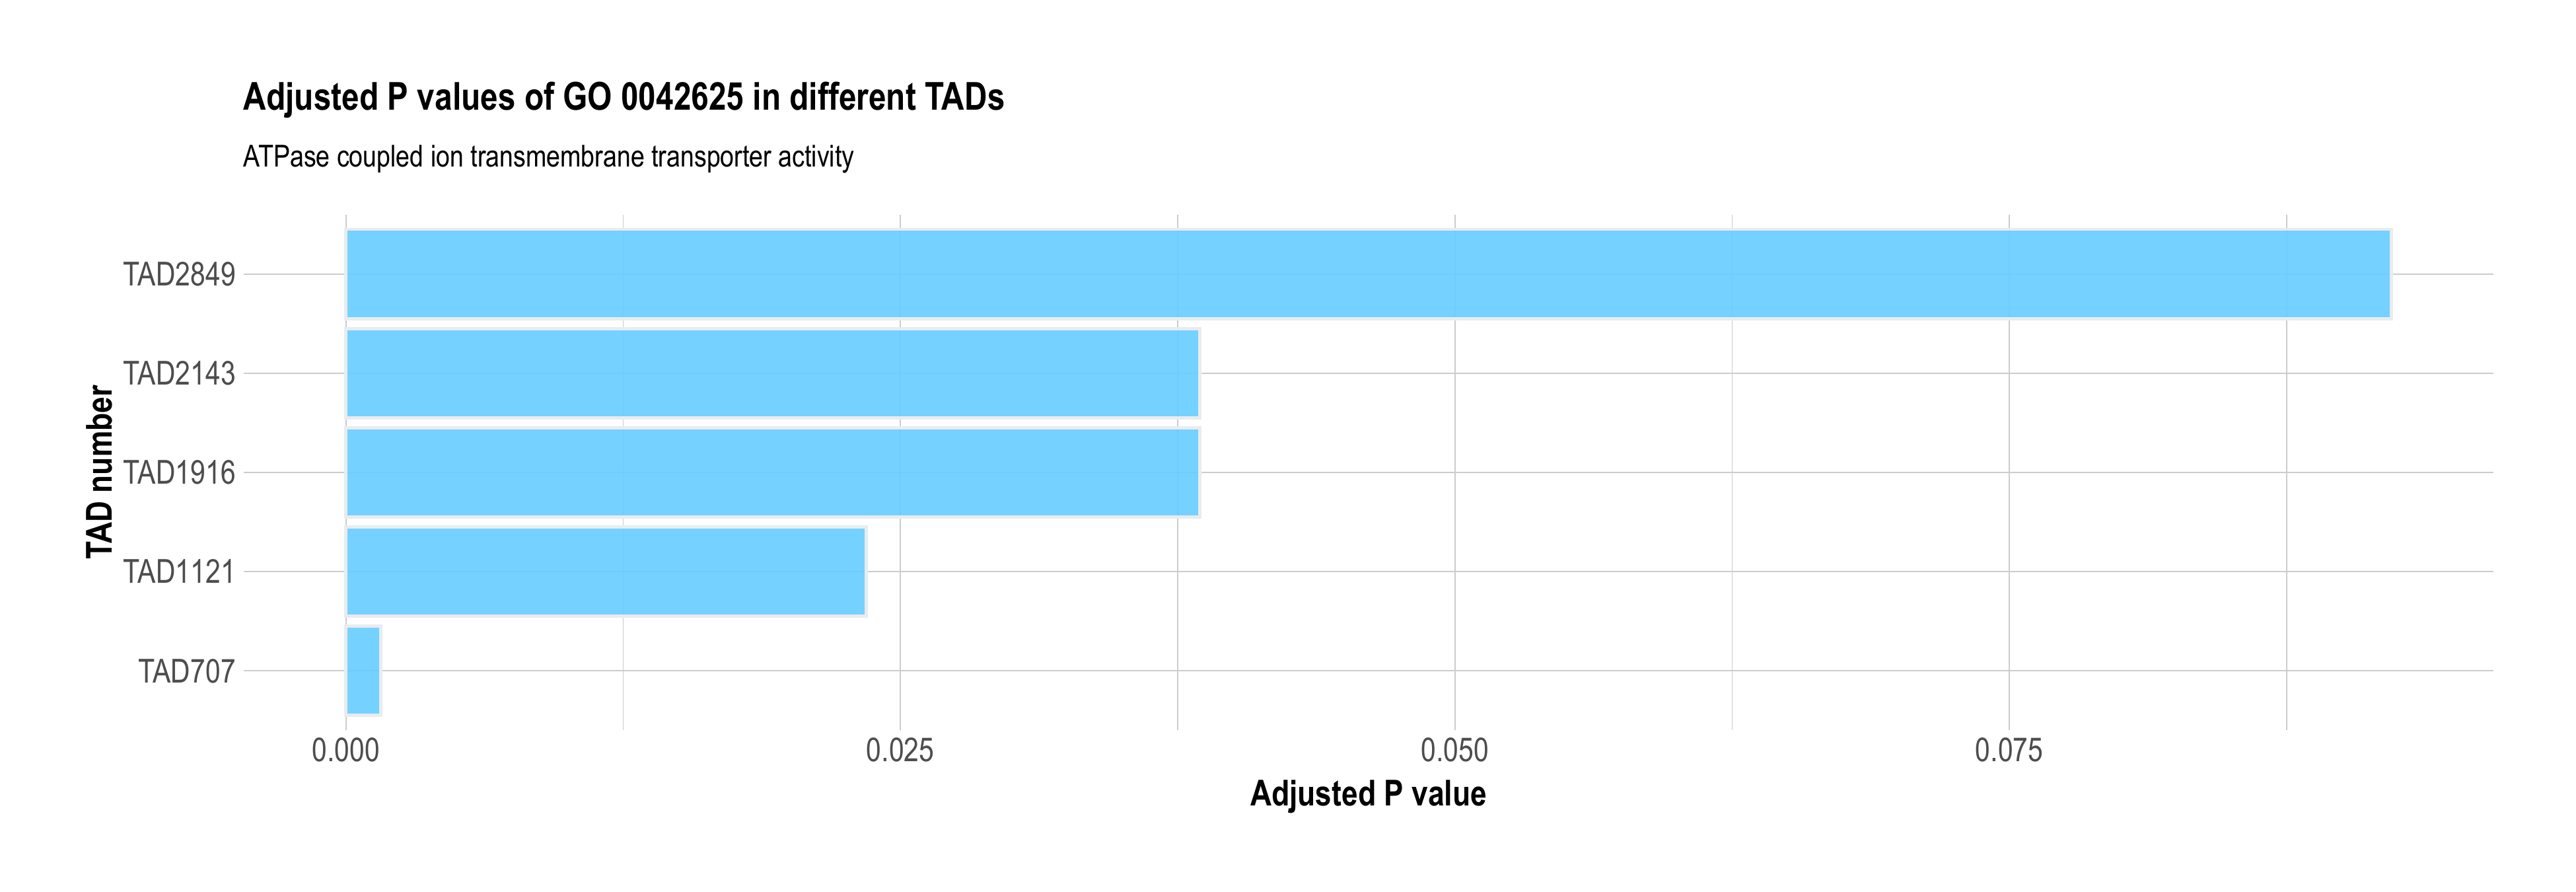 Adjusted P values of GO 0042625 in different TADs
ATPase coupled ion transmembrane transporter activity
TAD number
TAD2849
TAD2143
TAD1916
TAD1121
TAD707
0.000 0.025 0.050 0.075
Adjusted P value